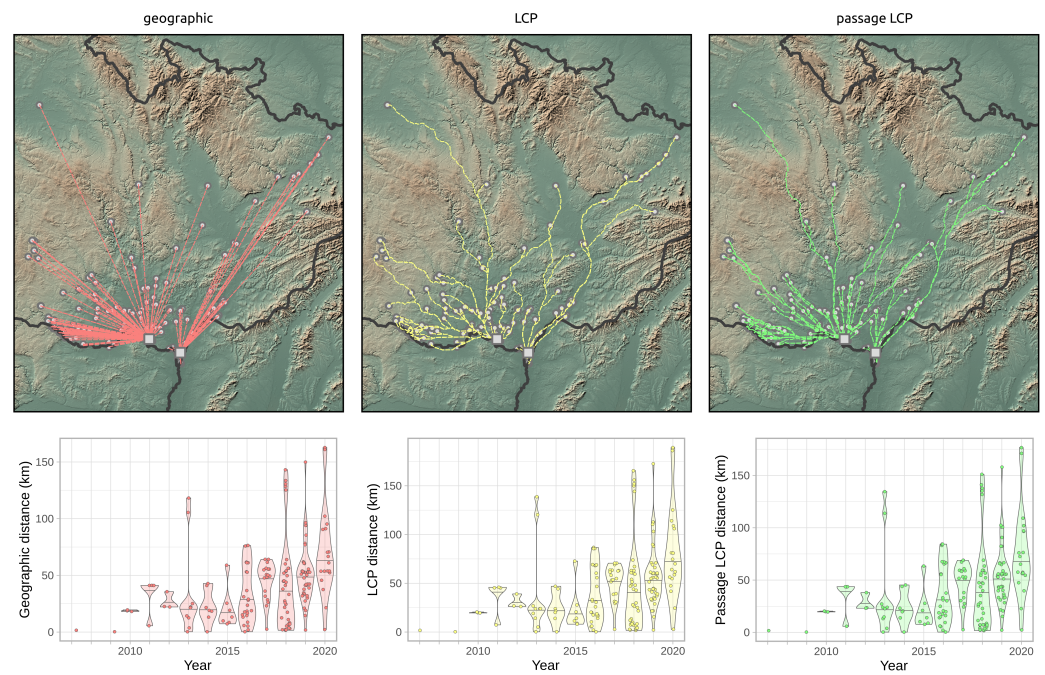 geographic
LCP
passage LCP
Geographic distance (km)
150
100
50
0
2010
2015
2020
Year
LCP distance (km)
150
100
50
0
2010
2015
2020
Year
Passage LCP distance (km)
150
100
50
0
2010
2015
2020
Year